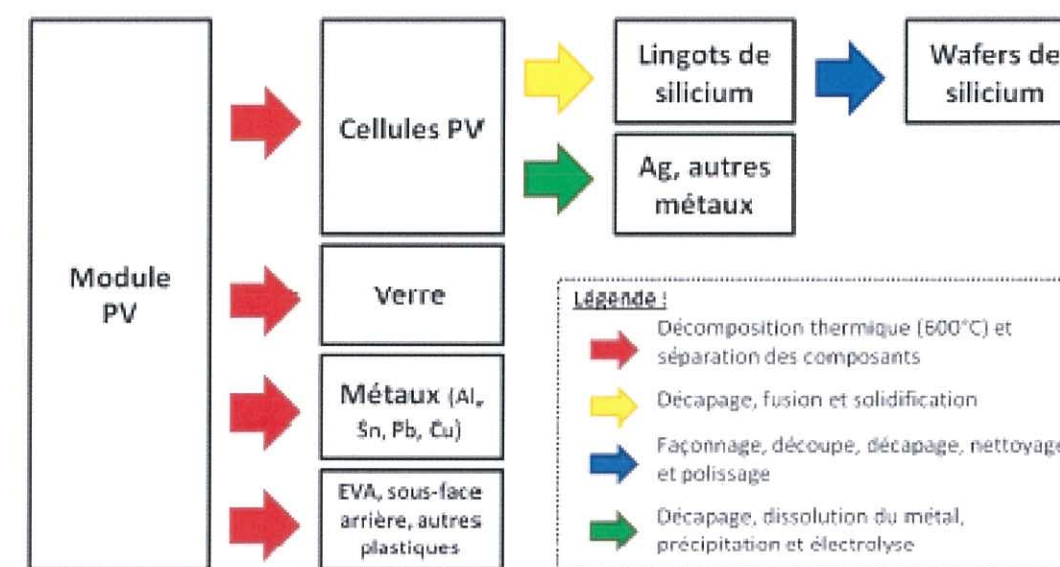 Module
PV
Cellules PV
Lingots de
silicium
Wafers de
silicium
Ag, autres
métaux
Verre
Métaux (Al,
Sn, Pb, Cu)
EVA, sous-face
arrière, autres
plastiques
Légende :
Décomposition thermique (600°C) et
séparation des composants
Décapage, fusion et solidification
Façonnage, découpe, décapage, nettoyage
et polissage
Décapage, dissolution du métal,
précipitation et électrolyse